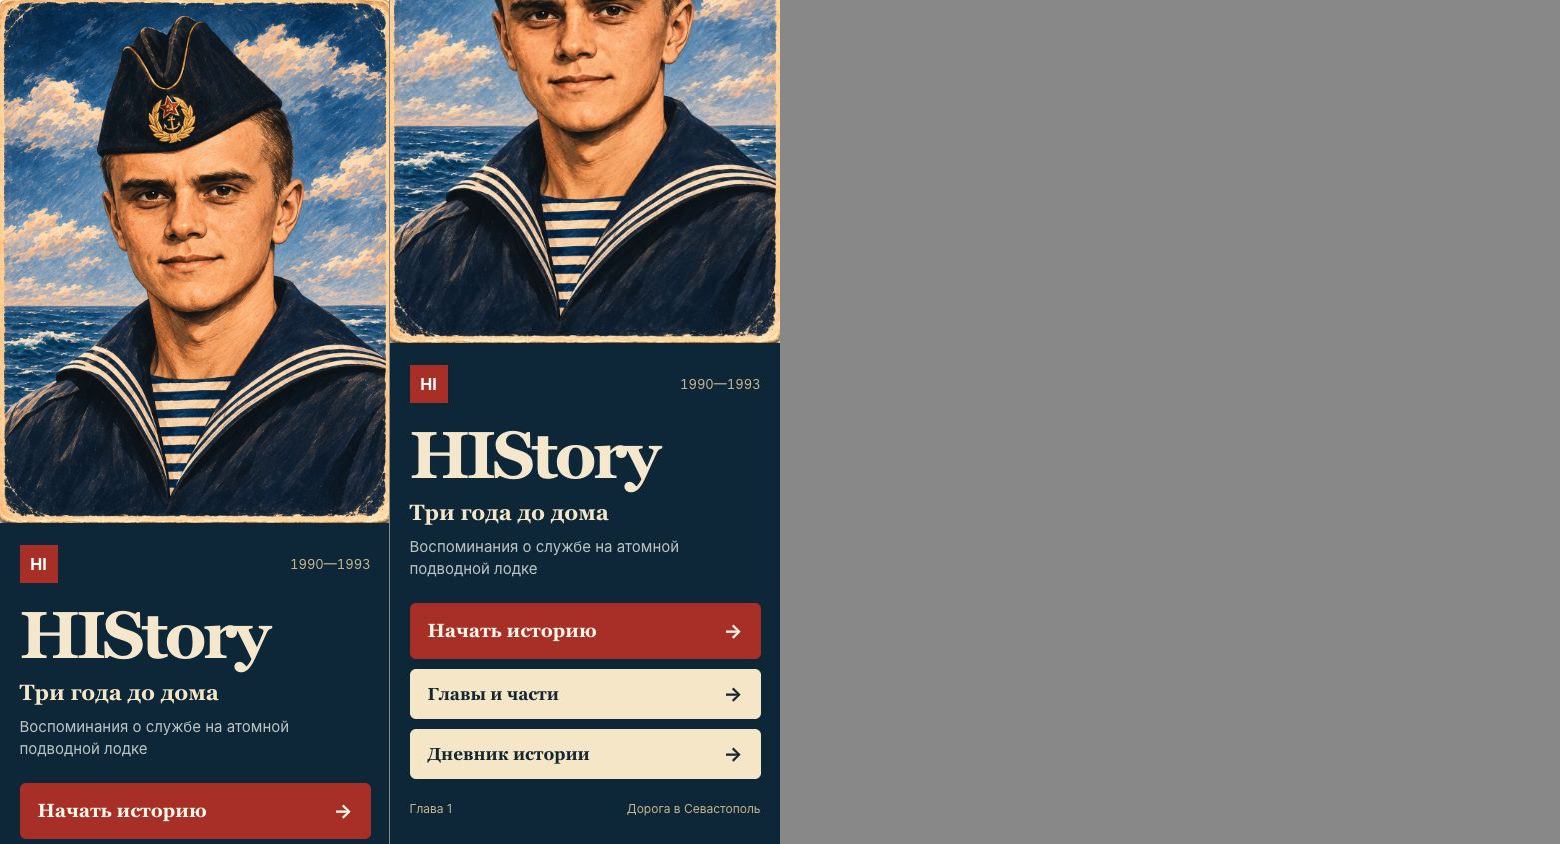 HI
1990—1993
HIStory
Три года до дома
Воспоминания о службе на атомной
подводной лодке
Начать историю →
HI
1990—1993
HIStory
Три года до дома
Воспоминания о службе на атомной
подводной лодке
Начать историю →
Главы и части →
Дневник истории →
Глава 1
Дорога в Севастополь